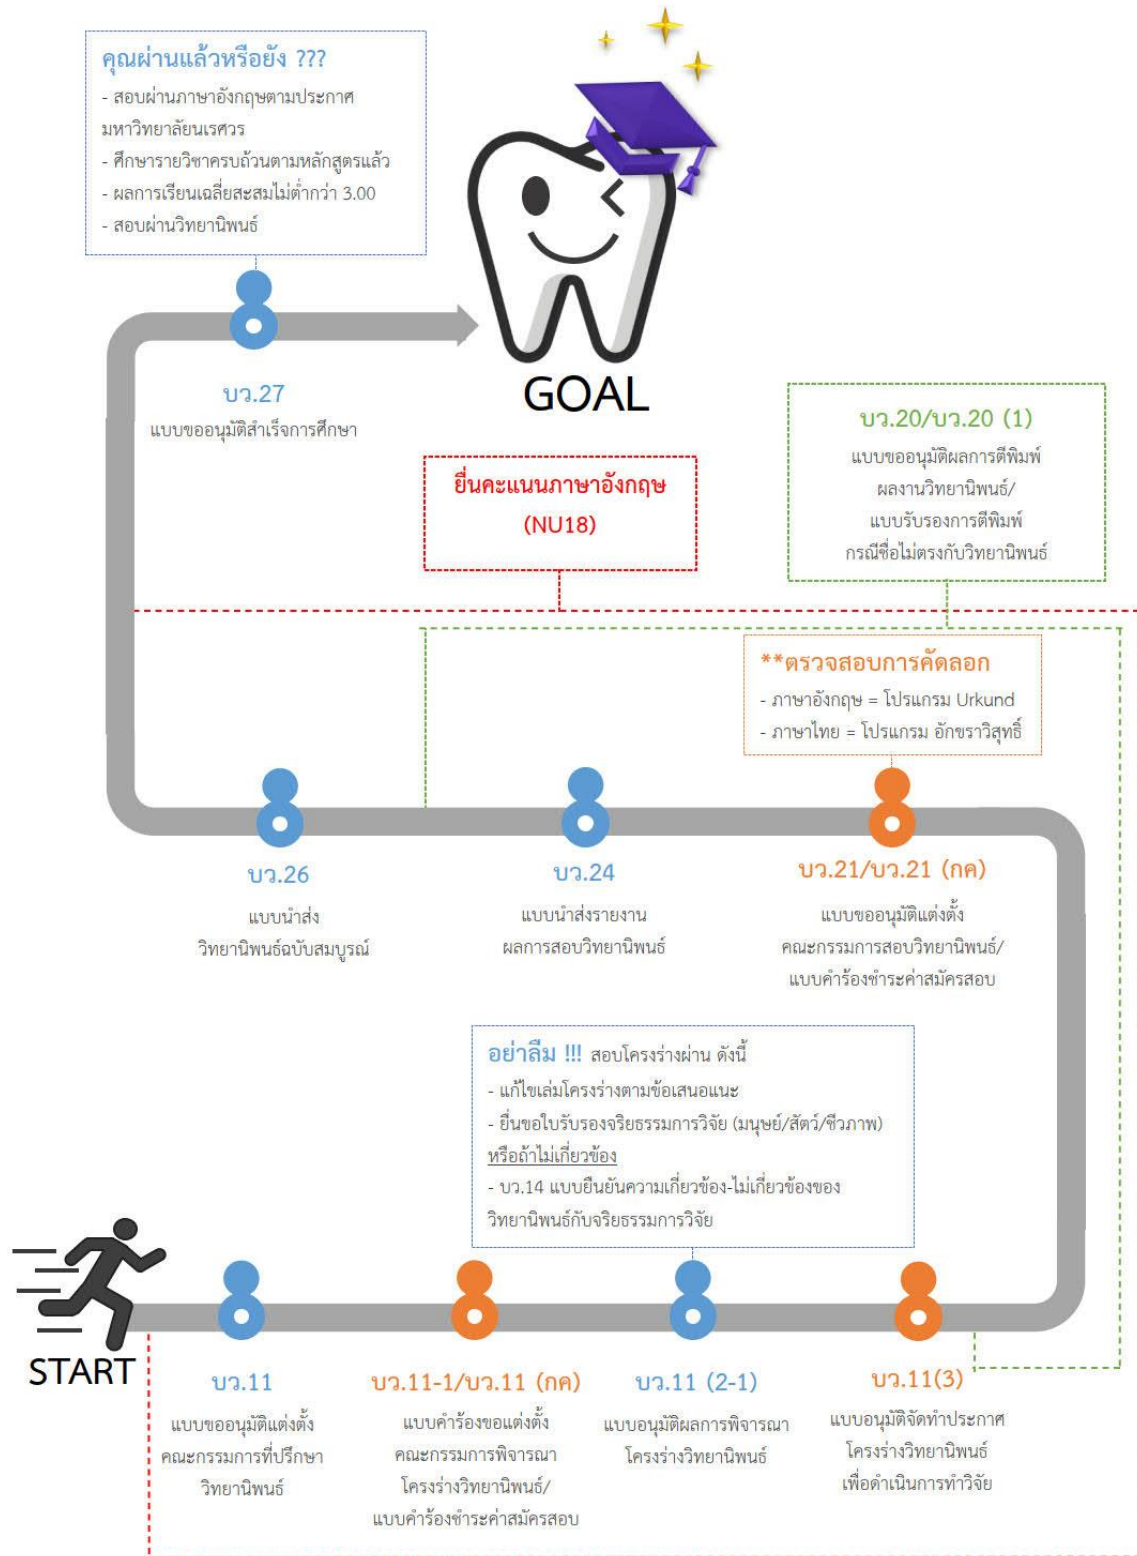 คุณผ่านแล้วหรือยัง ???
- สอบผ่านภาษาอังกฤษตามประกาศ
มหาวิทยาลัยนเรศวร
- ศึกษารายวิชาครบถ้วนตามหลักสูตรแล้ว
- ผลการเรียนเฉลี่ยสะสมไม่ต่ำกว่า 3.00
- สอบผ่านวิทยานิพนธ์
GOAL
บว.27
แบบขออนุมัติสำเร็จการศึกษา
ยื่นคะแนนภาษาอังกฤษ
(NU18)
บว.20/บว.20 (1)
แบบขออนุมัติผลการตีพิมพ์
ผลงานวิทยานิพนธ์/
แบบรับรองการตีพิมพ์
กรณีชื่อไม่ตรงกับวิทยานิพนธ์
**ตรวจสอบการคัดลอก
- ภาษาอังกฤษ = โปรแกรม Urkund
- ภาษาไทย = โปรแกรม อักขราวิสุทธิ์
บว.26
แบบนำส่ง
วิทยานิพนธ์ฉบับสมบูรณ์
บว.24
แบบนำส่งรายงาน
ผลการสอบวิทยานิพนธ์
บว.21/บว.21 (กค)
แบบขออนุมัติแต่งตั้ง
คณะกรรมการสอบวิทยานิพนธ์/
แบบคำร้องชำระค่าสมัครสอบ
อย่าลืม !!! สอบโครงร่างผ่าน ดังนี้
- แก้ไขเล่มโครงร่างตามข้อเสนอแนะ
- ยื่นขอใบรับรองจริยธรรมการวิจัย (มนุษย์/สัตว์/ชีวภาพ)
หรือถ้าไม่เกี่ยวข้อง
- บว.14 แบบยืนยันความเกี่ยวข้อง-ไม่เกี่ยวข้องของ
วิทยานิพนธ์กับจริยธรรมการวิจัย
START
บว.11
แบบขออนุมัติแต่งตั้ง
คณะกรรมการที่ปรึกษา
วิทยานิพนธ์
บว.11-1/บว.11 (กค)
แบบคำร้องขอแต่งตั้ง
คณะกรรมการพิจารณา
โครงร่างวิทยานิพนธ์/
แบบคำร้องชำระค่าสมัครสอบ
บว.11 (2-1)
แบบอนุมัติผลการพิจารณา
โครงร่างวิทยานิพนธ์
บว.11(3)
แบบอนุมัติจัดทำประกาศ
โครงร่างวิทยานิพนธ์
เพื่อดำเนินการทำวิจัย